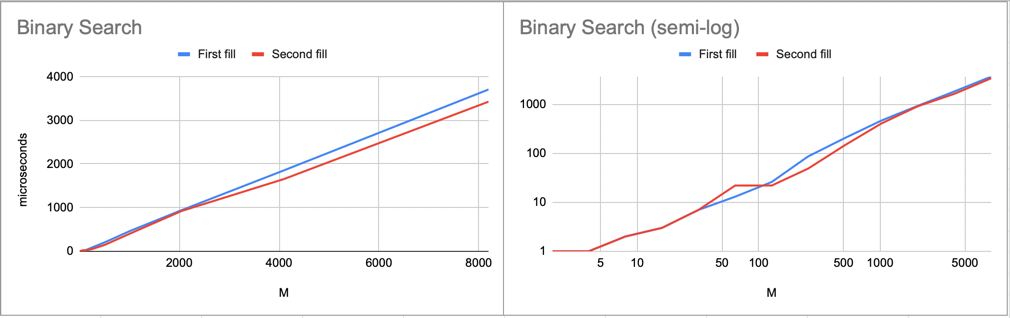 Binary Search
First fill
Second fill
4000
3000
2000
1000
0
microseconds
2000
4000
6000
8000
M
Binary Search (semi-log)
First fill
Second fill
1000
100
10
1
5
10
50
100
500
1000
5000
M